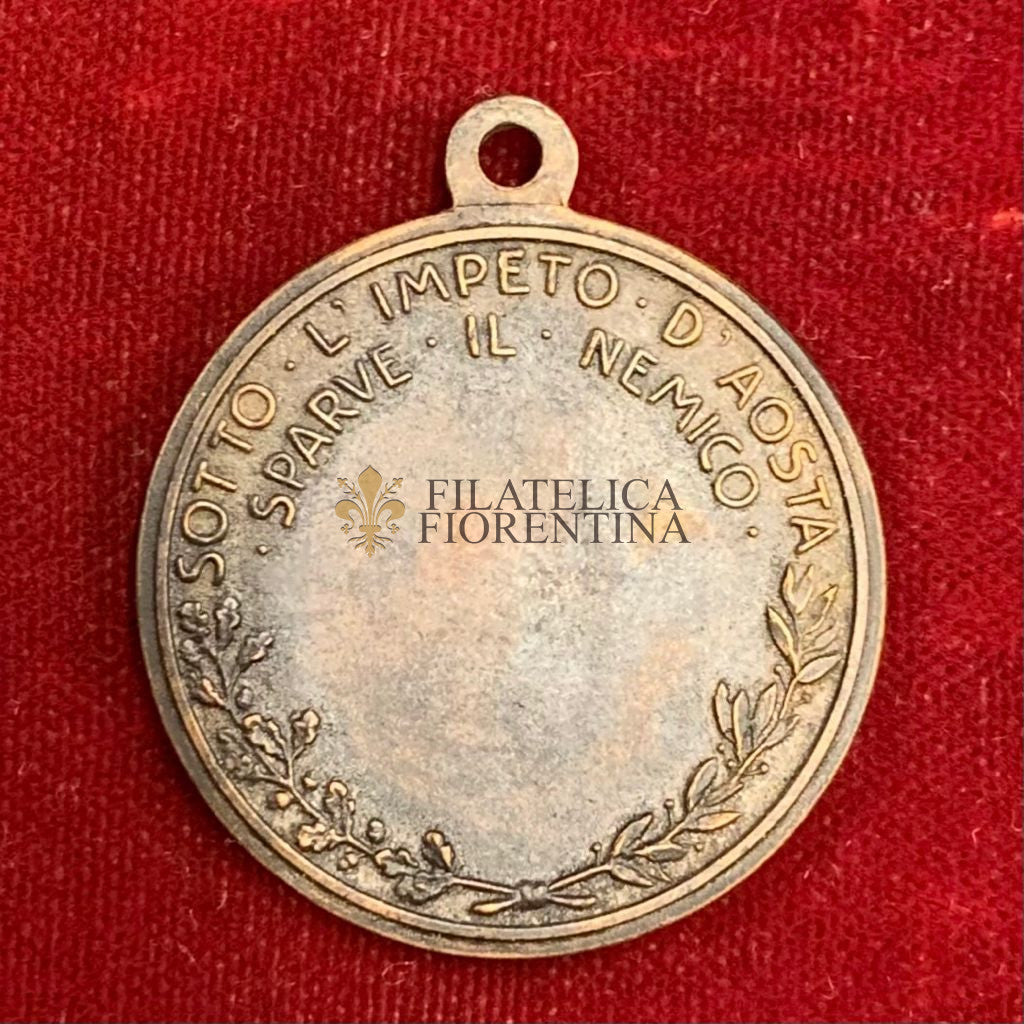 SOTTO · L'IMPETO · D'AOSTA
· SPARVE · IL · NEMICO ·
FILATELICA
FIORENTINA